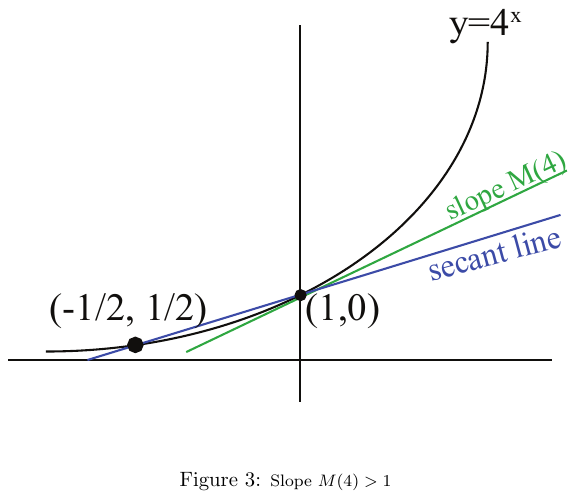 y=4ˣ
slope M(4)
secant line
(-1/2, 1/2)
(1,0)
Figure 3: Slope M(4) > 1